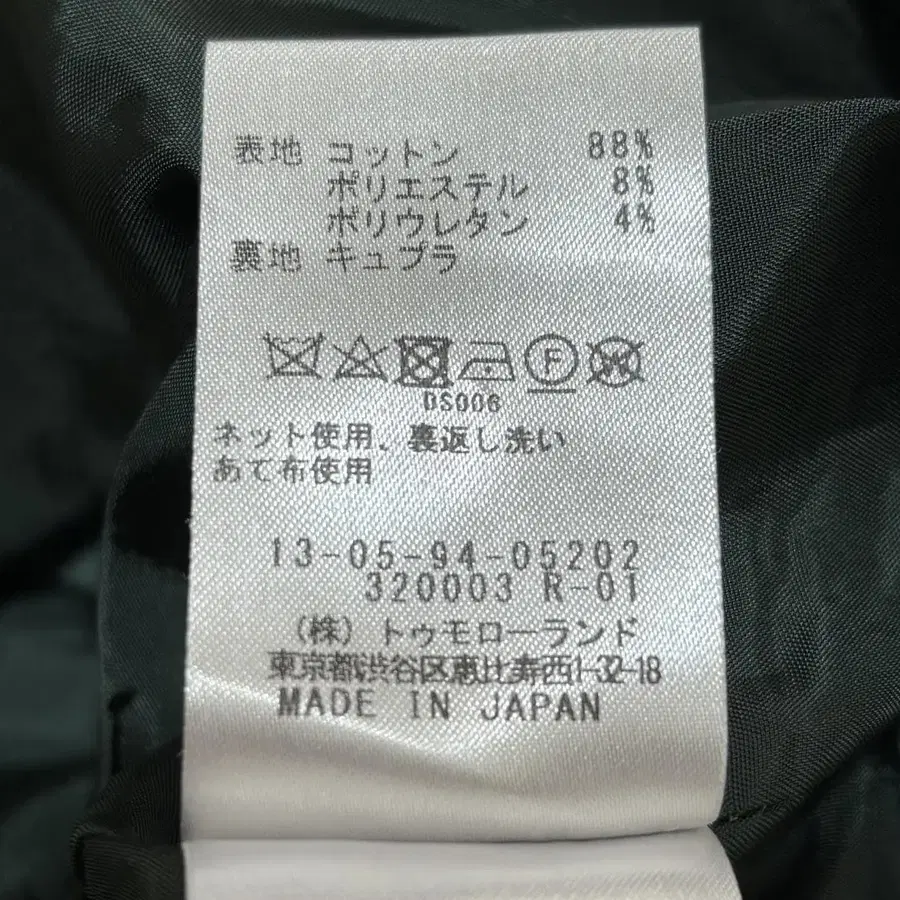 表地 コットン 88%
ポリエステル 8%
ポリウレタン 4%
裏地 キュプラ
F W
DS006
ネット使用、裏返し洗い
あて布使用
13-05-94-05202
320003 R-01
(株) トゥモローランド
東京都渋谷区恵比寿西1-32-18
MADE IN JAPAN